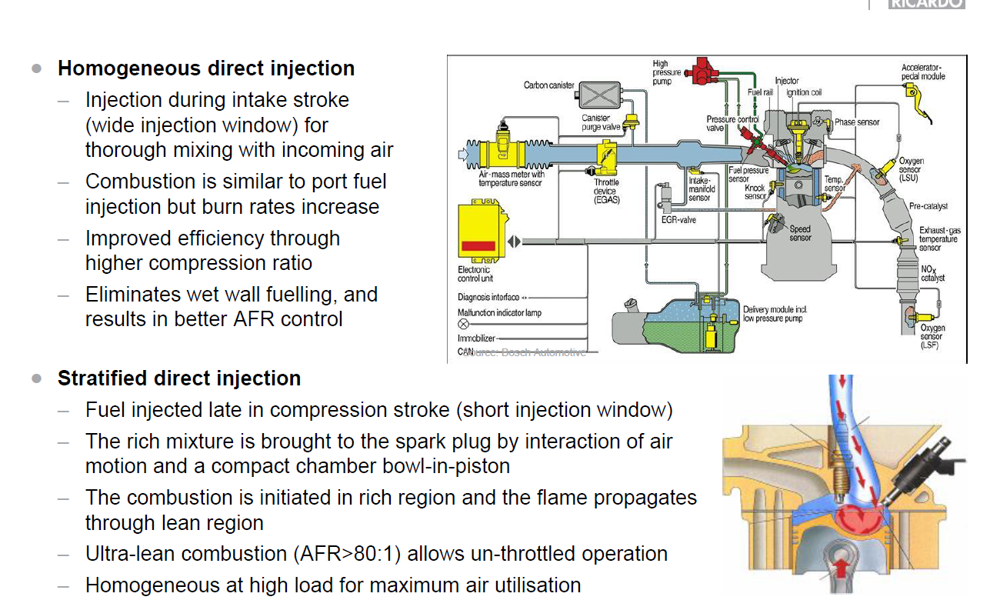 RICARDO
● Homogeneous direct injection
– Injection during intake stroke
(wide injection window) for
thorough mixing with incoming air
– Combustion is similar to port fuel
injection but burn rates increase
– Improved efficiency through
higher compression ratio
– Eliminates wet wall fuelling, and
results in better AFR control
High
pressure
pump
Carbon canister
Canister
purge valve
Air-mass meter with
temperature sensor
Throttle
device
(EGAS)
Intake-
manifold
sensor
EGR-valve
Pressure control
valve
Fuel rail
Injector
Ignition coil
Phase sensor
Accelerator-
pedal module
Fuel pressure
sensor
Knock
sensor
Temp.
sensor
Speed
sensor
Oxygen
sensor
(LSU)
Pre-catalyst
Exhaust-gas
temperature
sensor
NOx
catalyst
Oxygen
sensor
(LSF)
Electronic
control unit
Diagnosis interface
Malfunction indicator lamp
Immobilizer
CAN
Source: Bosch Automotive
Delivery module incl.
low pressure pump
● Stratified direct injection
– Fuel injected late in compression stroke (short injection window)
– The rich mixture is brought to the spark plug by interaction of air
motion and a compact chamber bowl-in-piston
– The combustion is initiated in rich region and the flame propagates
through lean region
– Ultra-lean combustion (AFR>80:1) allows un-throttled operation
– Homogeneous at high load for maximum air utilisation